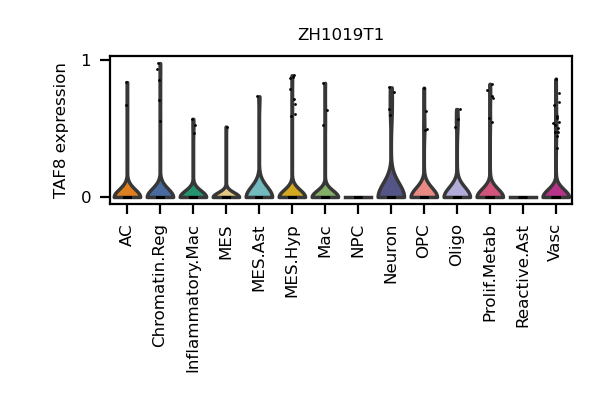 ZH1019T1
TAF8 expression
1
0
AC
Chromatin.Reg
Inflammatory.Mac
MES
MES.Ast
MES.Hyp
Mac
NPC
Neuron
OPC
Oligo
Prolif.Metab
Reactive.Ast
Vasc